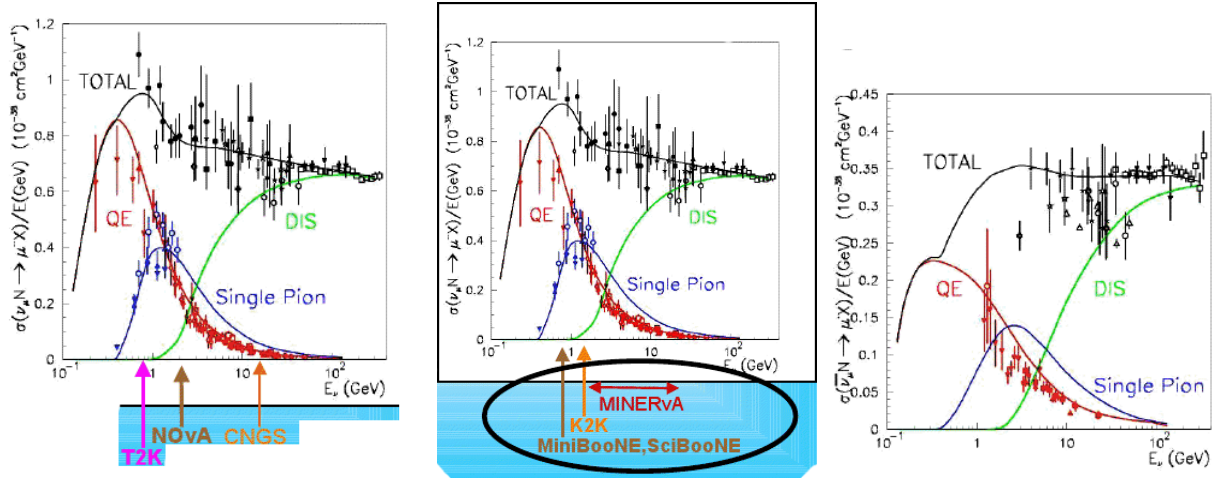 σ(νμN → μ⁻X)/E(GeV) (10⁻³⁸ cm²GeV⁻¹)
1.2
1
0.8
0.6
0.4
0.2
0
TOTAL
QE
DIS
Single Pion
10⁻¹
1
10
10²
Eν (GeV)
T2K
NOvA
CNGS
σ(νμN → μ⁻X)/E(GeV) (10⁻³⁸ cm²GeV⁻¹)
1.2
1
0.8
0.6
0.4
0.2
0
TOTAL
QE
DIS
Single Pion
10⁻¹
1
10
10²
Eν (GeV)
MINERvA
K2K
MiniBooNE,SciBooNE
σ(ν̄μN → μ⁻X)/E(GeV) (10⁻³⁸ cm²GeV⁻¹)
0.45
0.4
0.35
0.3
0.25
0.2
0.15
0.1
0.05
0
TOTAL
QE
DIS
Single Pion
10⁻¹
1
10
10²
Eν (GeV)